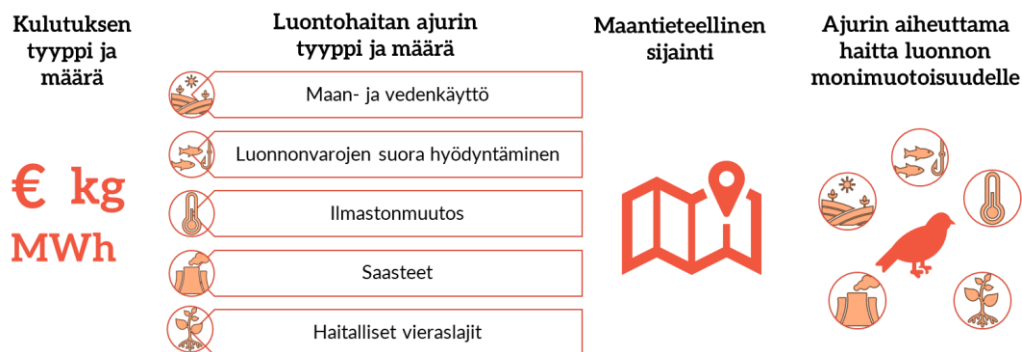 Kulutuksen
tyyppi ja
määrä
€ kg
MWh
Luontohaitan ajurin
tyyppi ja määrä
Maan- ja vedenkäyttö
Luonnonvarojen suora hyödyntäminen
Ilmastonmuutos
Saasteet
Haitalliset vieraslajit
Maantieteellinen
sijainti
Ajurin aiheuttama
haitta luonnon
monimuotoisuudelle